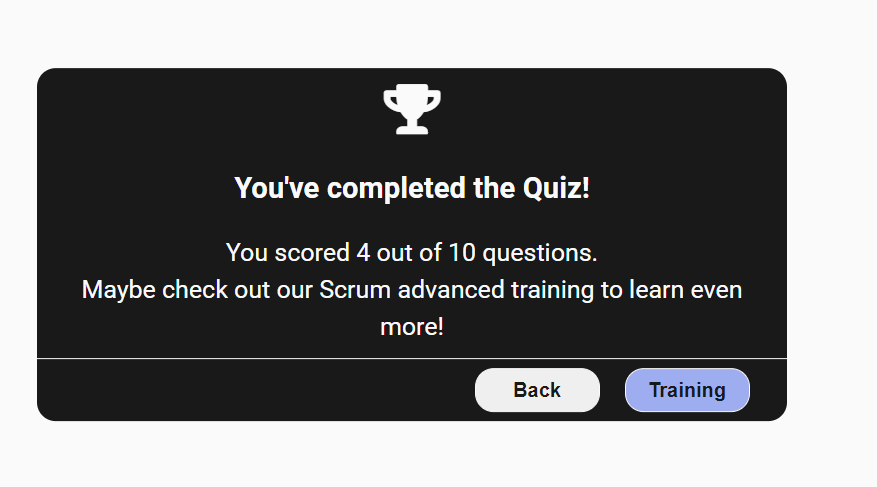 You've completed the Quiz!
You scored 4 out of 10 questions.
Maybe check out our Scrum advanced training to learn even
more!
Back
Training